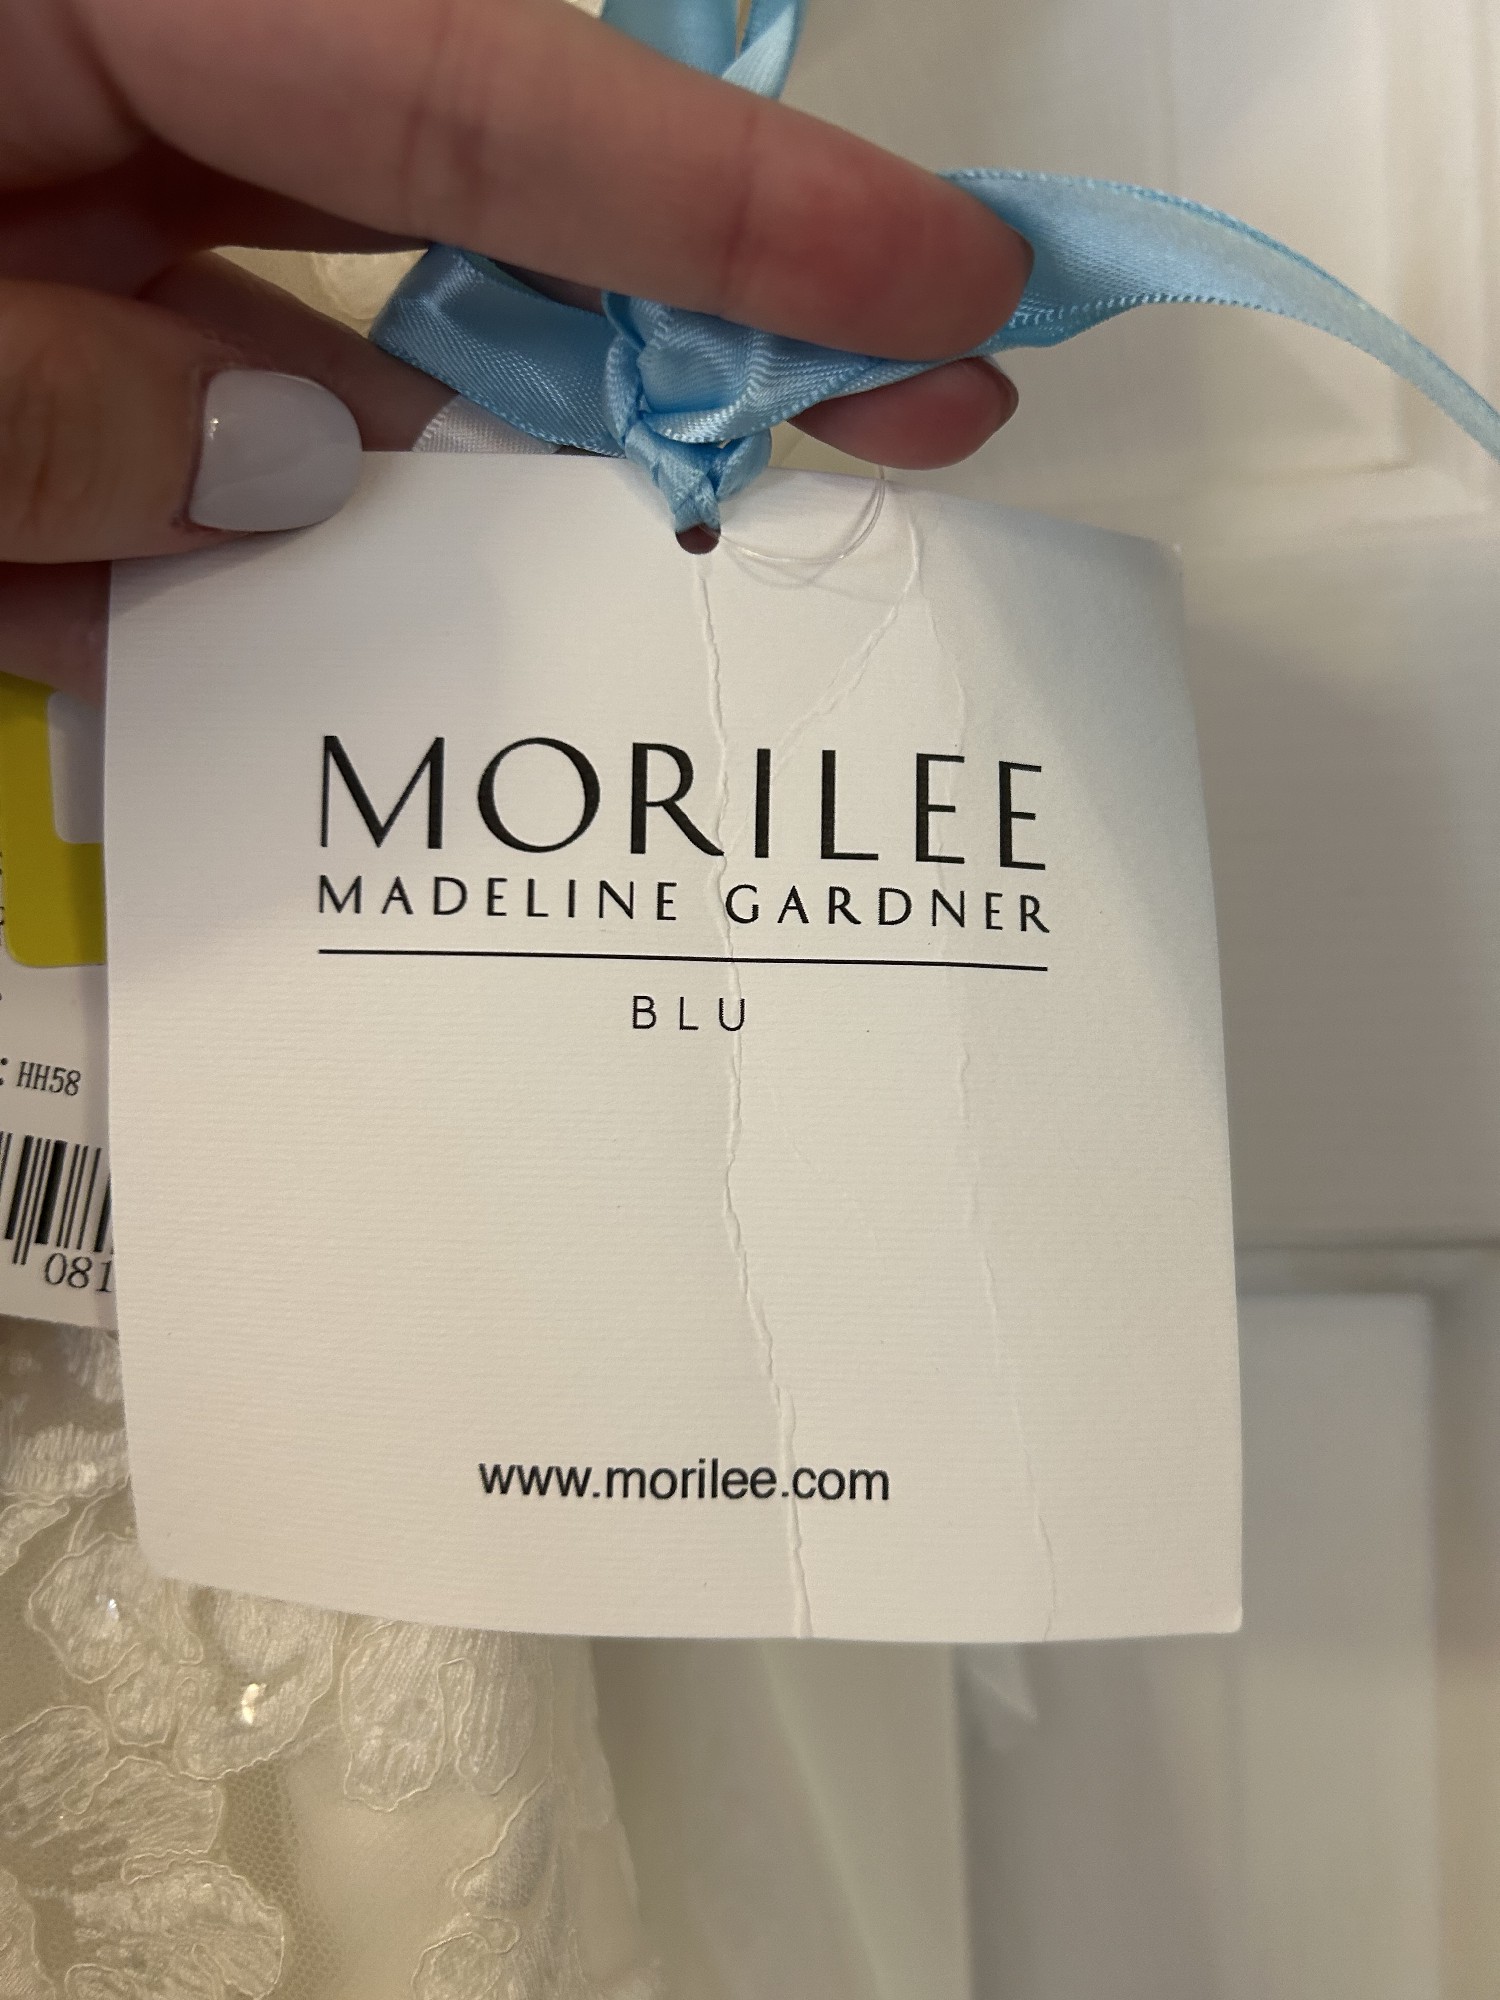 MORILEE
MADELINE GARDNER
BLU
: HH58
081
www.morilee.com